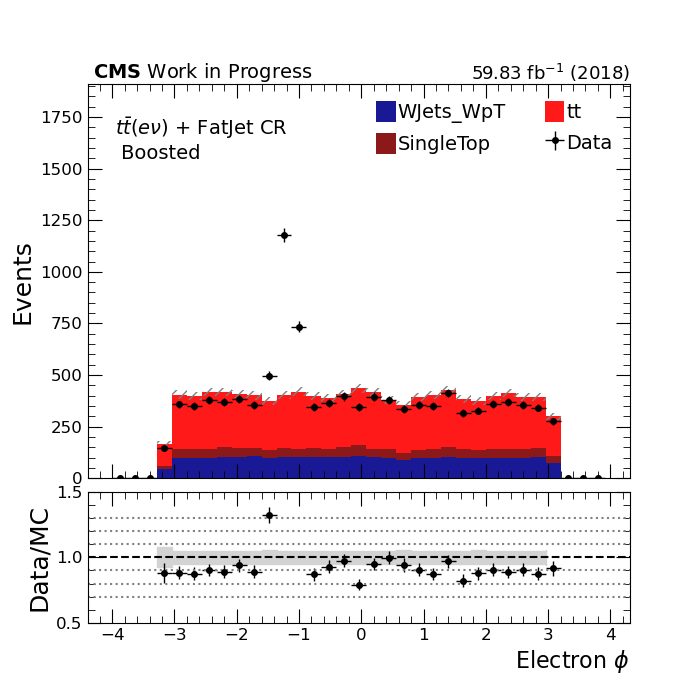 CMS Work in Progress
59.83 fb⁻¹ (2018)
tt̄(eν) + FatJet CR
Boosted
WJets_WpT
tt
SingleTop
Data
Events
1750
1500
1250
1000
750
500
250
0
Data/MC
1.5
1.0
0.5
−4 −3 −2 −1 0 1 2 3 4
Electron ϕ